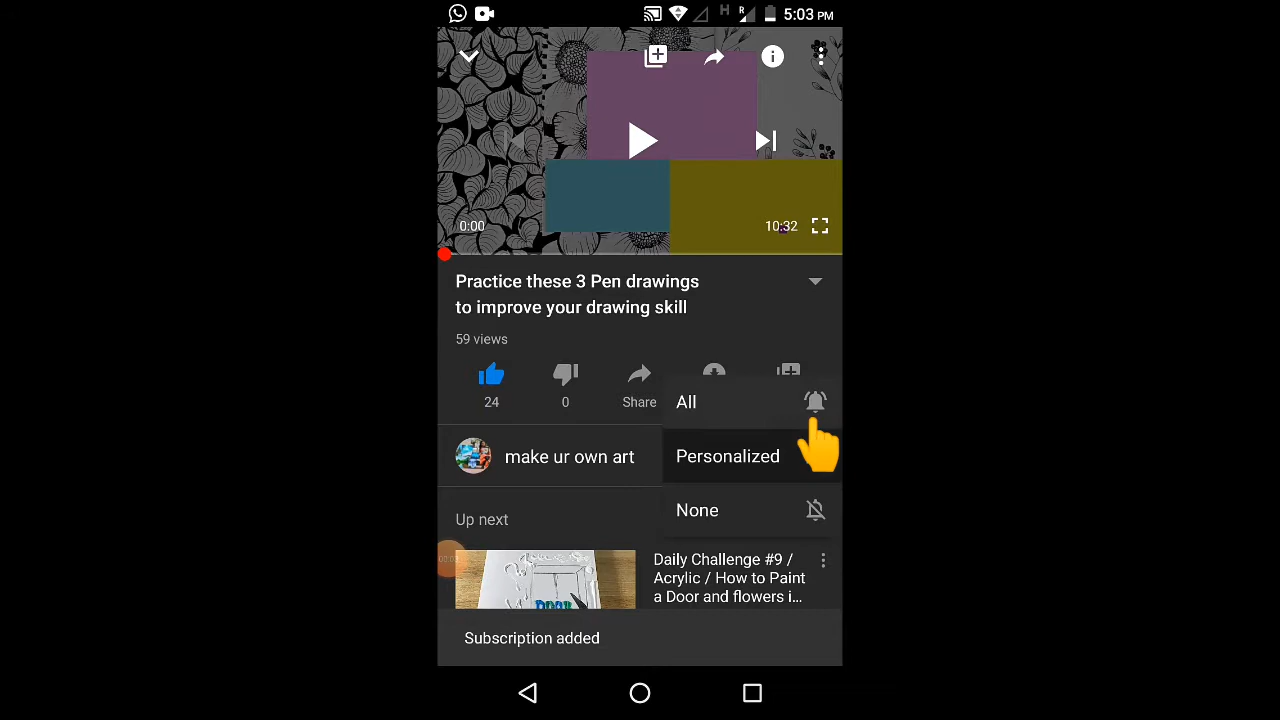 H R 5:03 PM
0:00 10:32
Practice these 3 Pen drawings
to improve your drawing skill
59 views
24 0 Share
All
make ur own art
Personalized
None
Up next
Daily Challenge #9 /
Acrylic / How to Paint
a Door and flowers i...
DOOR
Subscription added